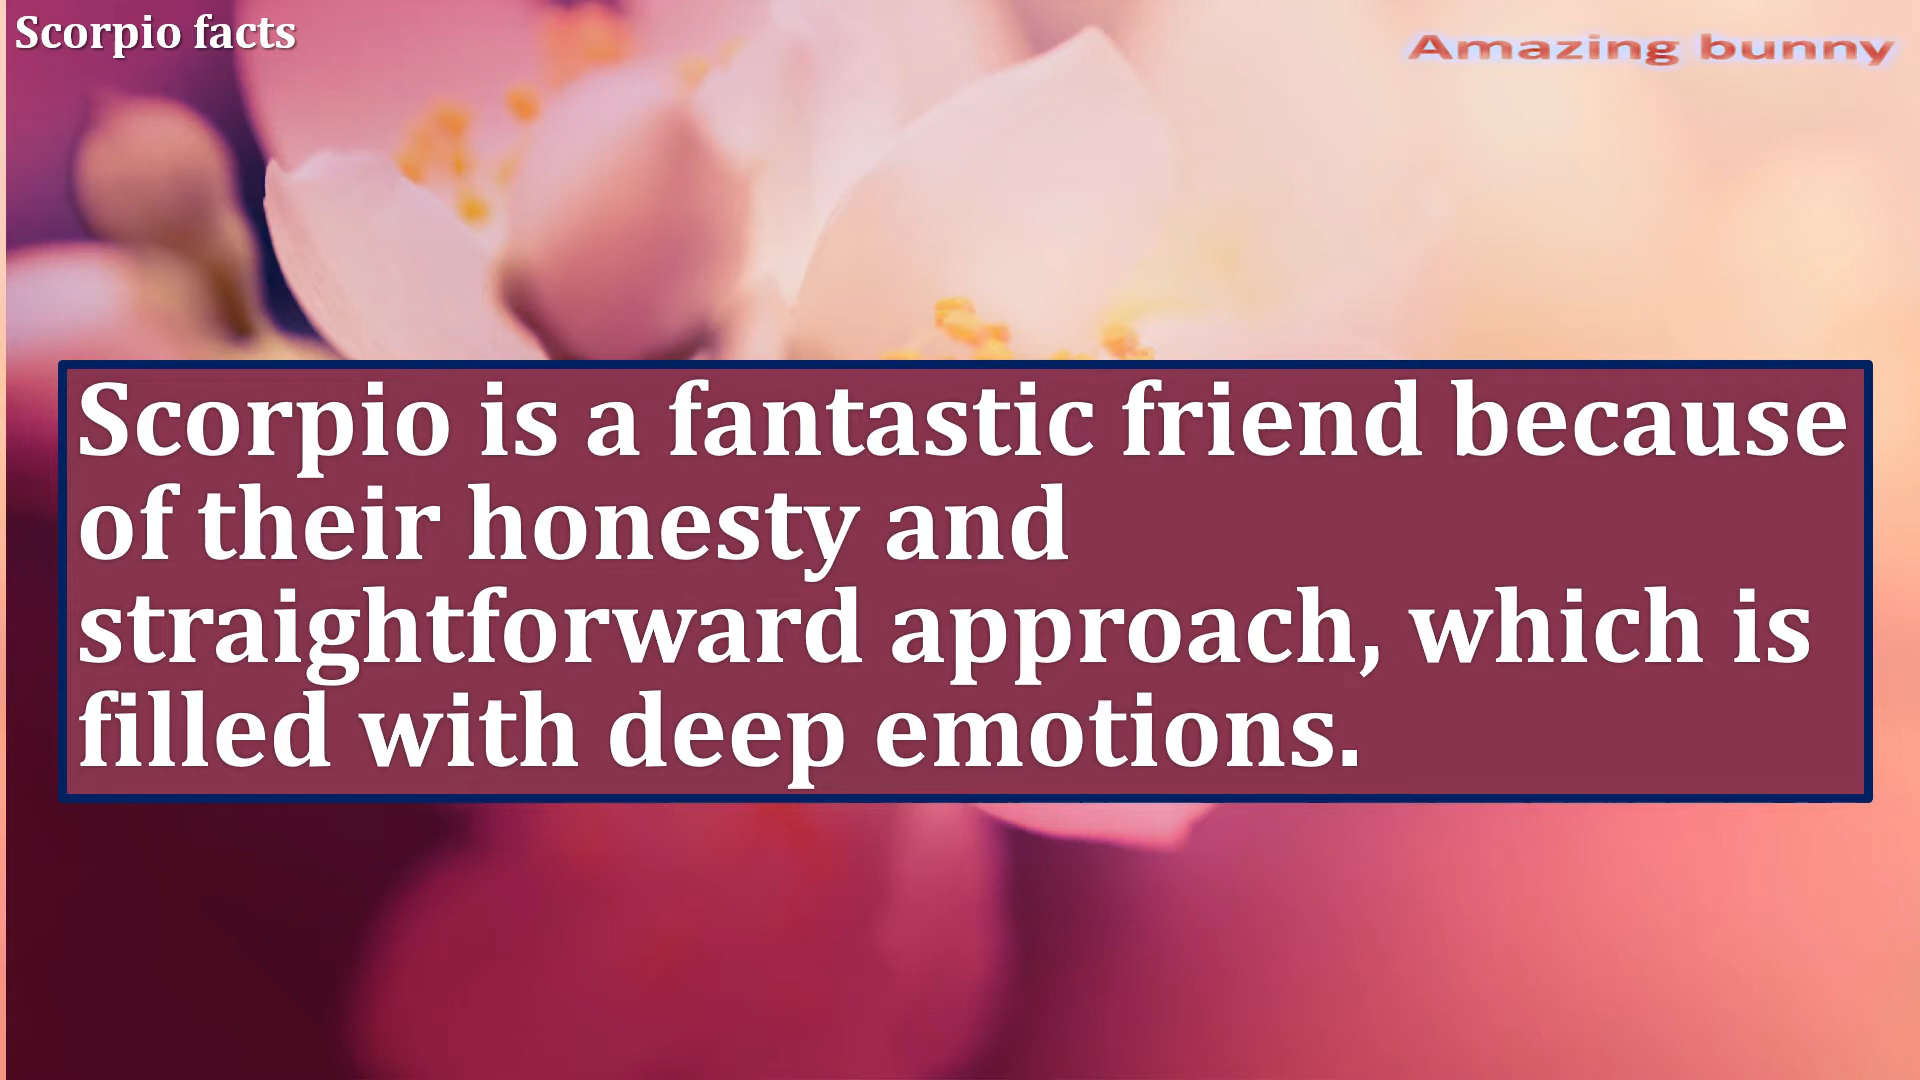 Scorpio facts
Amazing bunny
Scorpio is a fantastic friend because
of their honesty and
straightforward approach, which is
filled with deep emotions.